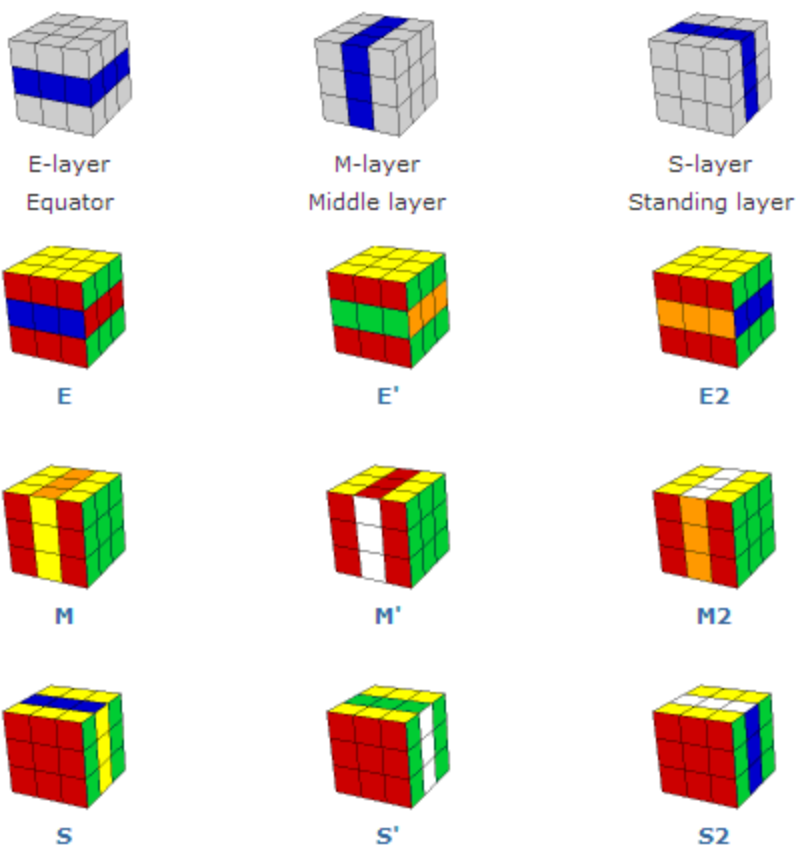 E-layer M-layer S-layer
Equator Middle layer Standing layer
E E' E2
M M' M2
S S' S2